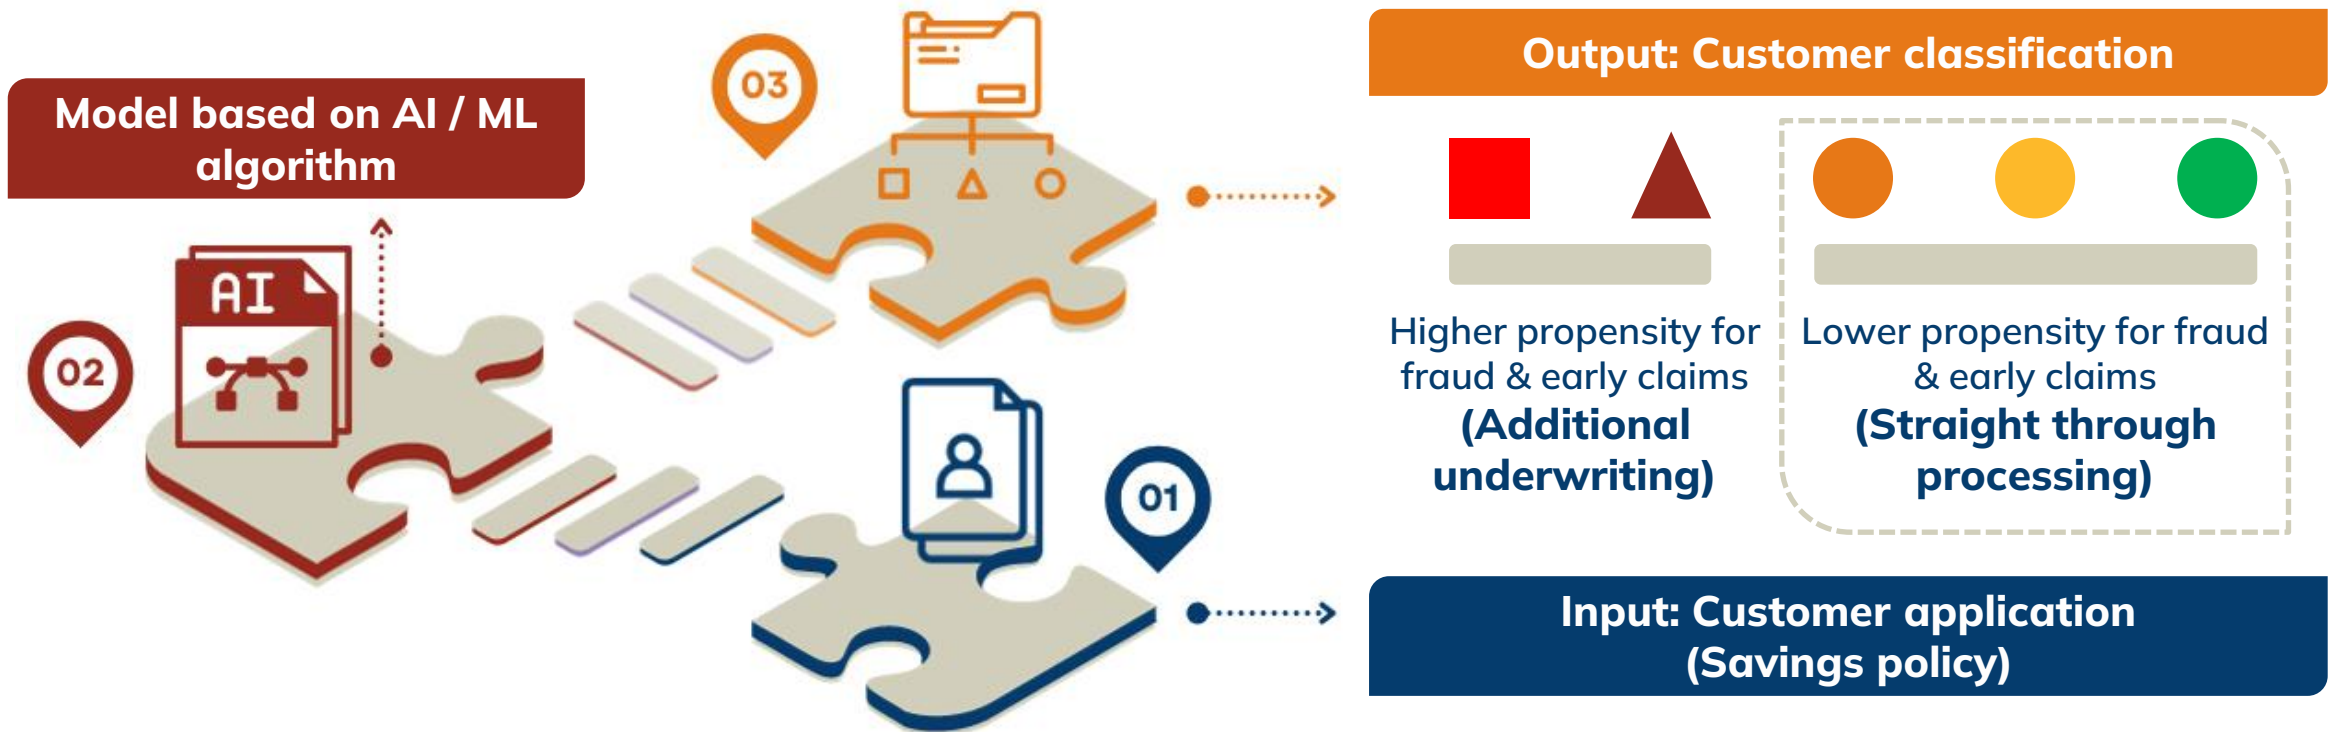 Output: Customer classification
03
Model based on AI / ML
algorithm
AI
02
Higher propensity for
fraud & early claims
(Additional
underwriting)
Lower propensity for fraud
& early claims
(Straight through
processing)
01
Input: Customer application
(Savings policy)